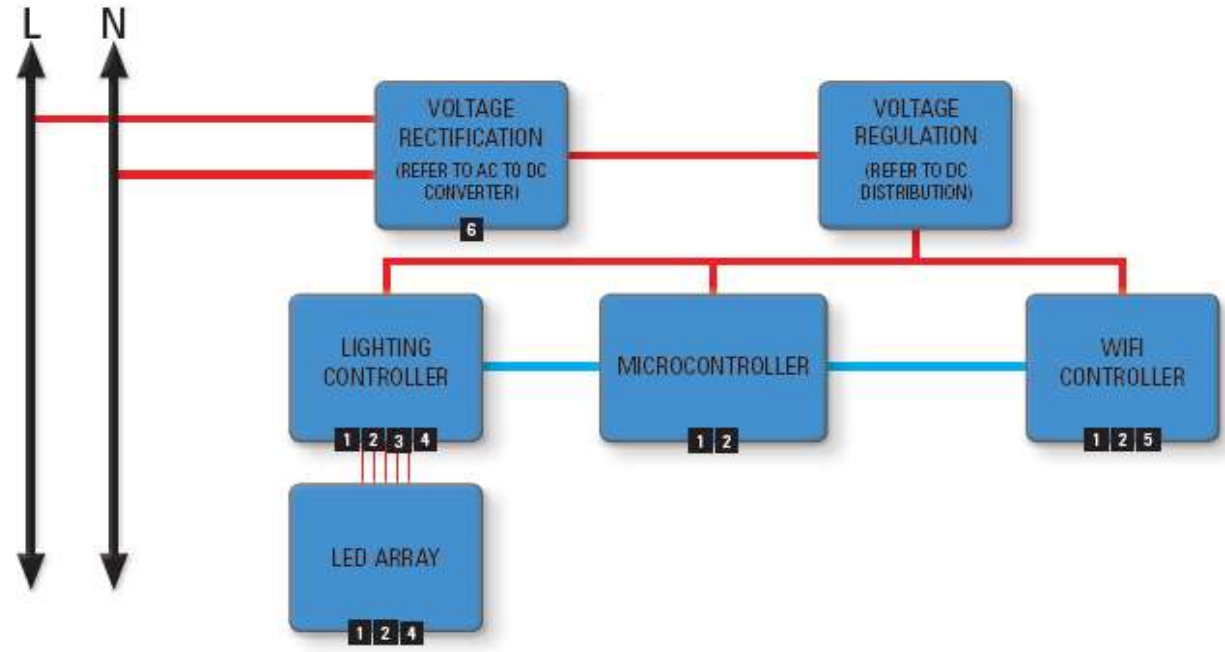 L N
VOLTAGE
RECTIFICATION
(REFER TO AC TO DC
CONVERTER)
6
VOLTAGE
REGULATION
(REFER TO DC
DISTRIBUTION)
LIGHTING
CONTROLLER
1 2 3 4
MICROCONTROLLER
1 2
WIFI
CONTROLLER
1 2 5
LED ARRAY
1 2 4